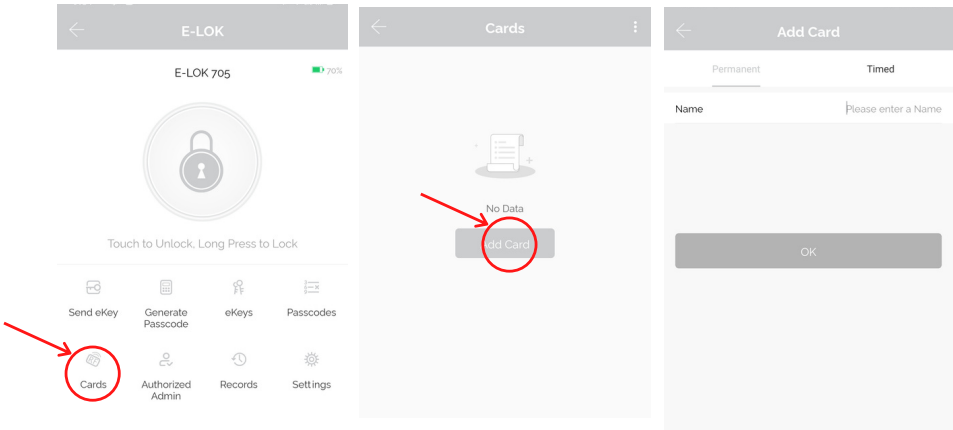 E-LOK
E-LOK 705
70%
Touch to Unlock, Long Press to Lock
Send eKey
Generate
Passcode
eKeys
Passcodes
Cards
Authorized
Admin
Records
Settings
Cards
No Data
Add Card
Add Card
Permanent
Timed
Name
Please enter a Name
OK